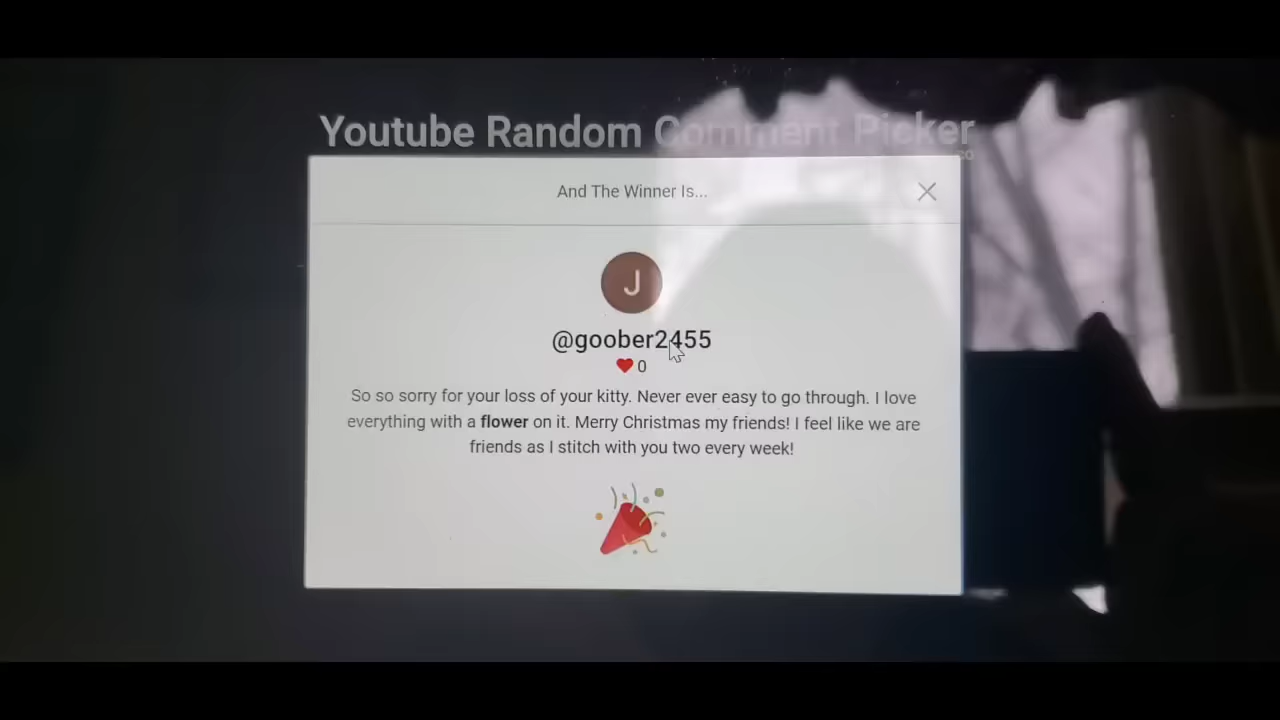 Youtube Random Comment Picker
And The Winner Is...
J
@goober2455
0
So so sorry for your loss of your kitty. Never ever easy to go through. I love
everything with a flower on it. Merry Christmas my friends! I feel like we are
friends as I stitch with you two every week!